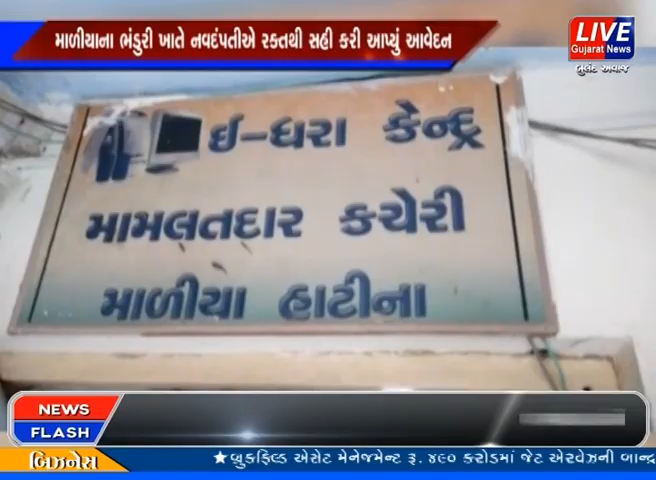 માળીયાના ભંડુરી ખાતે નવદંપતીએ રક્તથી સહી કરી આપ્યું આવેદન
LIVE
Gujarat News
બુલંદ અવાજ
ઈ-ધરા કેન્દ્ર
મામલતદાર કચેરી
માળીયા હાટીના
NEWS
FLASH
બિઝનેસ
★બ્રુકફિલ્ડ એસેટ મેનેજમેન્ટ રૂ. ૪૯૦ કરોડમાં જેટ એરવેઝની બાન્દ્ર